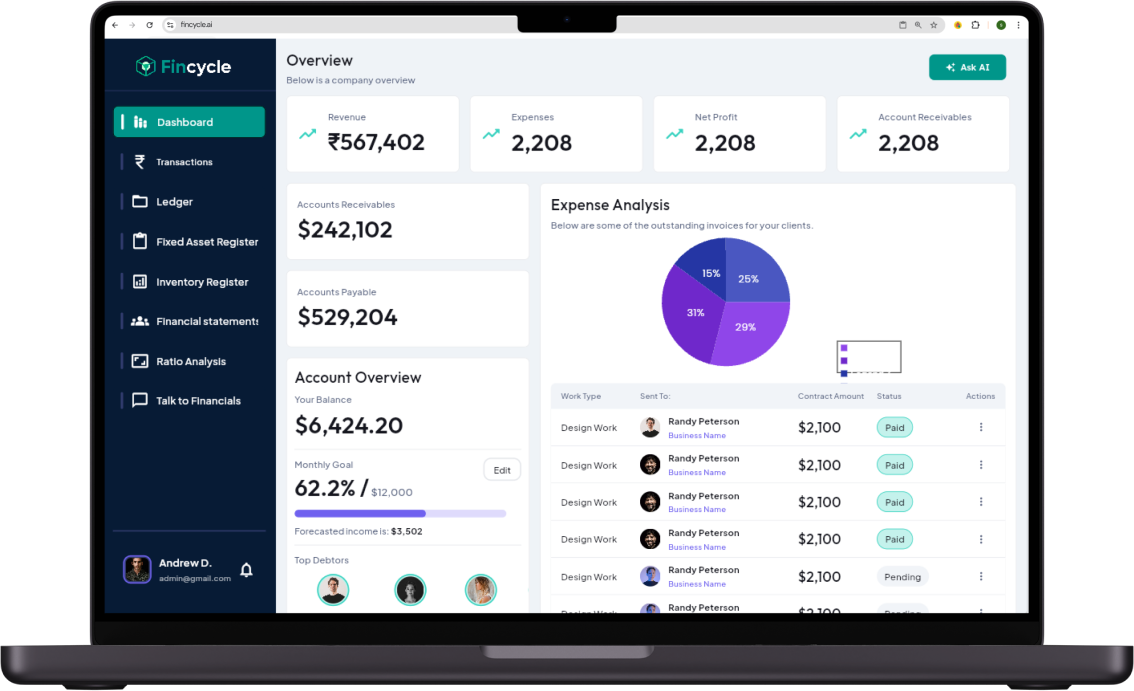 fincycle.ai
Fincycle
Dashboard
Transactions
Ledger
Fixed Asset Register
Inventory Register
Financial statements
Ratio Analysis
Talk to Financials
Andrew D.
admin@gmail.com
Overview
Below is a company overview
Ask AI
Revenue
₹567,402
Expenses
2,208
Net Profit
2,208
Account Receivables
2,208
Accounts Receivables
$242,102
Accounts Payable
$529,204
Account Overview
Your Balance
$6,424.20
Monthly Goal
62.2% / $12,000
Edit
Forecasted income is: $3,502
Top Debtors
Expense Analysis
Below are some of the outstanding invoices for your clients.
15%
25%
31%
29%
Work Type Sent To: Contract Amount Status Actions
Design Work Randy Peterson $2,100 Paid
Business Name
Design Work Randy Peterson $2,100 Paid
Business Name
Design Work Randy Peterson $2,100 Paid
Business Name
Design Work Randy Peterson $2,100 Paid
Business Name
Design Work Randy Peterson $2,100 Pending
Business Name
Design Work Randy Peterson $2,100 Pending